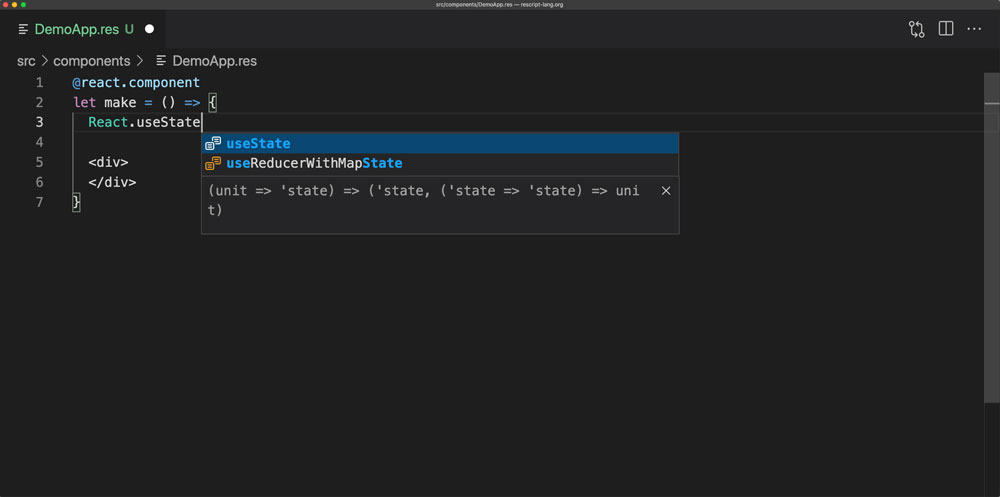 src/components/DemoApp.res — rescript-lang.org
DemoApp.res U
src > components > DemoApp.res
1 @react.component
2 let make = () => {
3 React.useState
4
5 <div>
6 </div>
7 }
useState
useReducerWithMapState
(unit => 'state) => ('state, ('state => 'state) => uni
t)